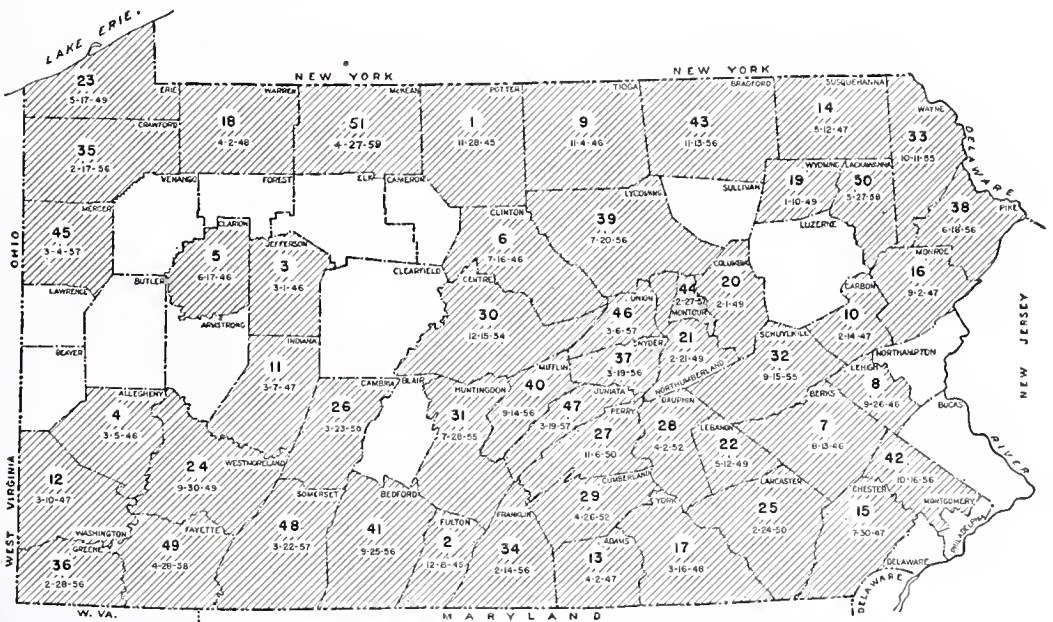 LAKE ERIE.
NEW YORK
NEW YORK
23
5-17-49
ERIE
WARREN
18
4-2-48
McKEAN
51
4-27-59
POTTER
1
11-28-45
TIOGA
9
11-4-46
BRADFORD
43
11-13-56
SUSQUEHANNA
14
5-12-47
WAYNE
33
10-11-55
DELAWARE
CRAWFORD
35
2-17-56
VENANGO
FOREST
ELK
CAMERON
LYCOMING
39
7-20-56
SULLIVAN
WYOMING
19
1-10-49
LACKAWANNA
50
5-27-58
PIKE
38
6-18-56
MERCER
45
3-4-57
CLARION
5
6-17-46
JEFFERSON
3
3-1-46
CLINTON
6
7-16-46
LUZERNE
MONROE
16
9-2-47
OHIO
LAWRENCE
BUTLER
CLEARFIELD
CENTRE
30
12-15-54
UNION
46
3-6-57
44
2-27-57
MONTOUR
COLUMBIA
20
2-1-49
CARBON
10
2-14-47
NEW JERSEY
ARMSTRONG
INDIANA
11
3-7-47
BEAVER
SNYDER
37
3-19-56
21
2-21-49
NORTHUMBERLAND
SCHUYLKILL
32
9-15-55
NORTHAMPTON
LEHIGH
8
9-26-46
ALLEGHENY
4
3-5-46
CAMBRIA
26
BLAIR
HUNTINGDON
31
7-28-55
MIFFLIN
40
9-14-56
JUNIATA
47
3-19-57
PERRY
27
11-6-50
DAUPHIN
28
4-2-52
LEBANON
22
5-12-49
BERKS
7
8-13-46
BUCKS
RIVER
WEST VIRGINIA
12
3-10-47
WASHINGTON
24
9-30-49
WESTMORELAND
SOMERSET
48
3-22-57
BEDFORD
41
9-25-56
FULTON
2
12-8-45
FRANKLIN
34
2-14-56
CUMBERLAND
29
4-26-52
ADAMS
13
4-2-47
YORK
17
3-16-48
LANCASTER
25
2-24-50
CHESTER
15
7-30-47
42
10-16-56
MONTGOMERY
PHILADELPHIA
DELAWARE
GREENE
36
2-28-56
FAYETTE
49
4-28-58
DELAWARE
W. VA.
MARYLAND